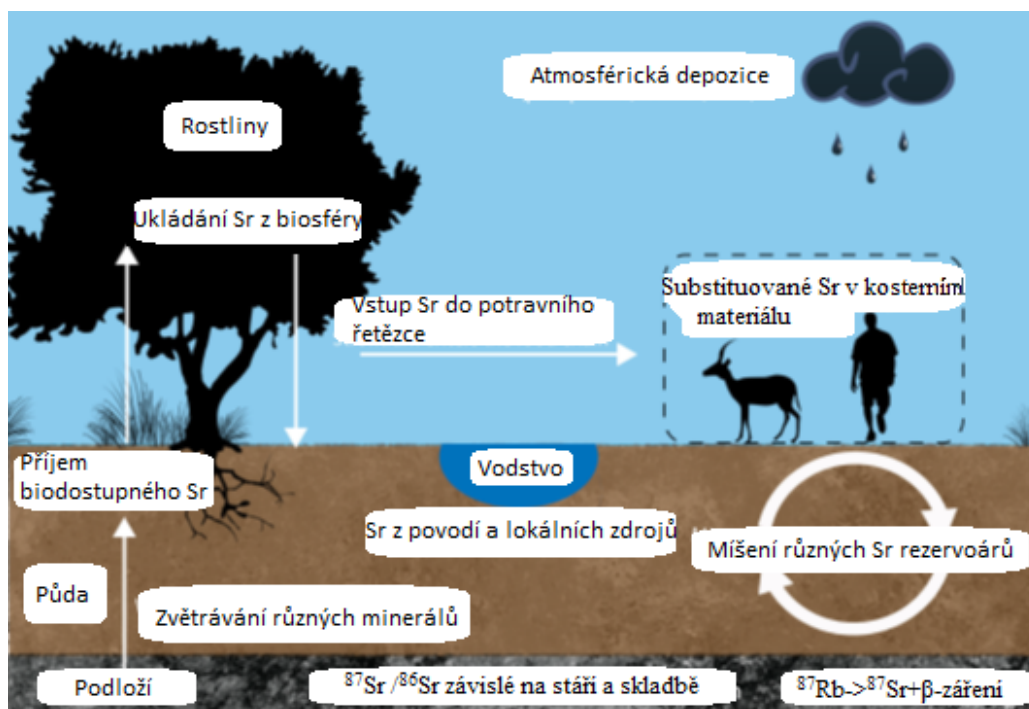 Atmosférická depozice
Rostliny
Ukládání Sr z biosféry
Vstup Sr do potravního
řetězce
Substituované Sr v kosterním
materiálu
Příjem
biodostupného Sr
Vodstvo
Sr z povodí a lokálních zdrojů
Míšení různých Sr rezervoárů
Půda
Zvětrávání různých minerálů
Podloží
⁸⁷Sr /⁸⁶Sr závislé na stáří a skladbě
⁸⁷Rb->⁸⁷Sr+β-záření